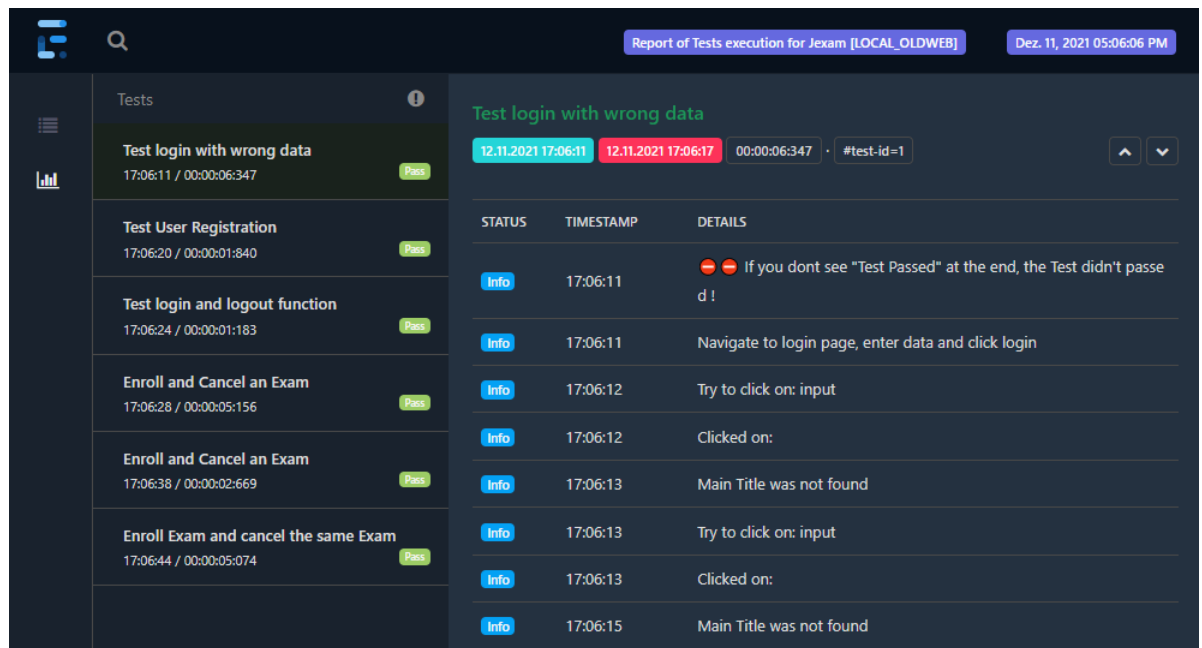 Report of Tests execution for Jexam [LOCAL_OLDWEB]
Dez. 11, 2021 05:06:06 PM
Tests
Test login with wrong data
17:06:11 / 00:00:06:347
Pass
Test User Registration
17:06:20 / 00:00:01:840
Pass
Test login and logout function
17:06:24 / 00:00:01:183
Pass
Enroll and Cancel an Exam
17:06:28 / 00:00:05:156
Pass
Enroll and Cancel an Exam
17:06:38 / 00:00:02:669
Pass
Enroll Exam and cancel the same Exam
17:06:44 / 00:00:05:074
Pass
Test login with wrong data
12.11.2021 17:06:11 12.11.2021 17:06:17 00:00:06:347 · #test-id=1
STATUS TIMESTAMP DETAILS
Info 17:06:11 ⛔ ⛔ If you dont see "Test Passed" at the end, the Test didn't passe
d !
Info 17:06:11 Navigate to login page, enter data and click login
Info 17:06:12 Try to click on: input
Info 17:06:12 Clicked on:
Info 17:06:13 Main Title was not found
Info 17:06:13 Try to click on: input
Info 17:06:13 Clicked on:
Info 17:06:15 Main Title was not found